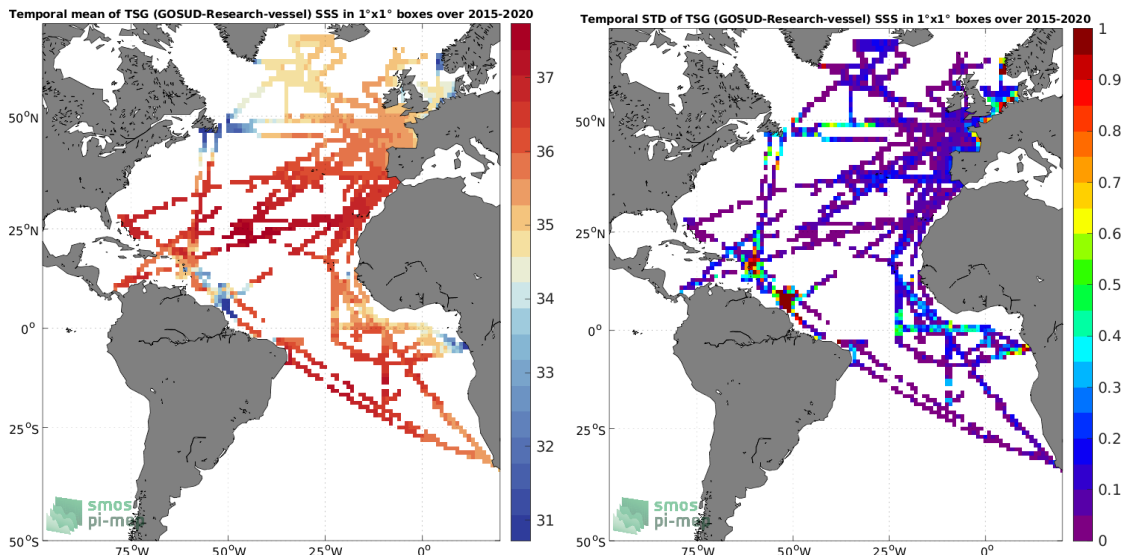 Temporal mean of TSG (GOSUD-Research-vessel) SSS in 1°x1° boxes over 2015-2020
50°N
25°N
0°
25°S
50°S
75°W
50°W
25°W
0°
37
36
35
34
33
32
31
smos
pi-mep
Temporal STD of TSG (GOSUD-Research-vessel) SSS in 1°x1° boxes over 2015-2020
50°N
25°N
0°
25°S
50°S
75°W
50°W
25°W
0°
1
0.9
0.8
0.7
0.6
0.5
0.4
0.3
0.2
0.1
0
smos
pi-mep